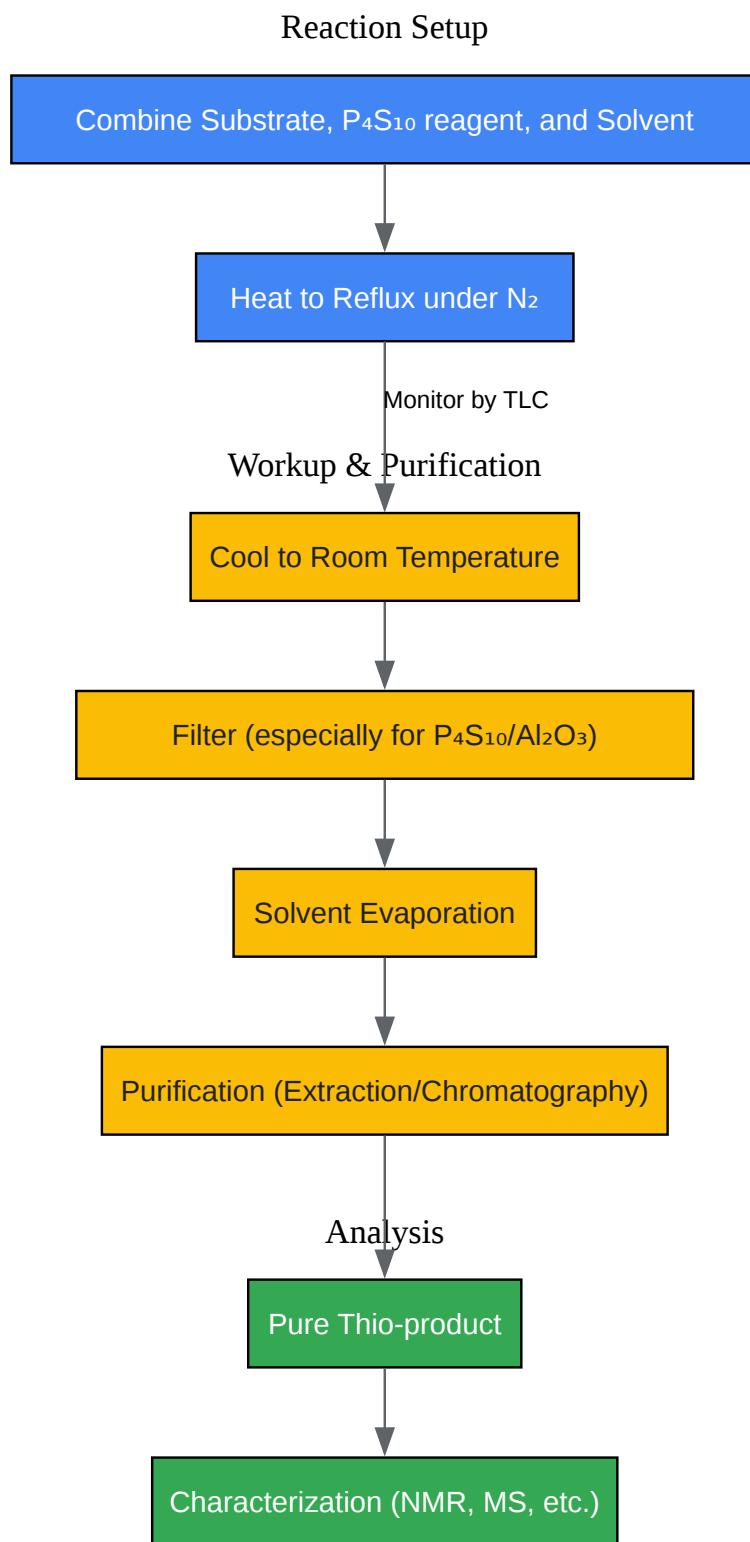 Reaction Setup
Combine Substrate, P₄S₁₀ reagent, and Solvent
Heat to Reflux under N₂
Monitor by TLC
Workup & Purification
Cool to Room Temperature
Filter (especially for P₄S₁₀/Al₂O₃)
Solvent Evaporation
Purification (Extraction/Chromatography)
Analysis
Pure Thio-product
Characterization (NMR, MS, etc.)